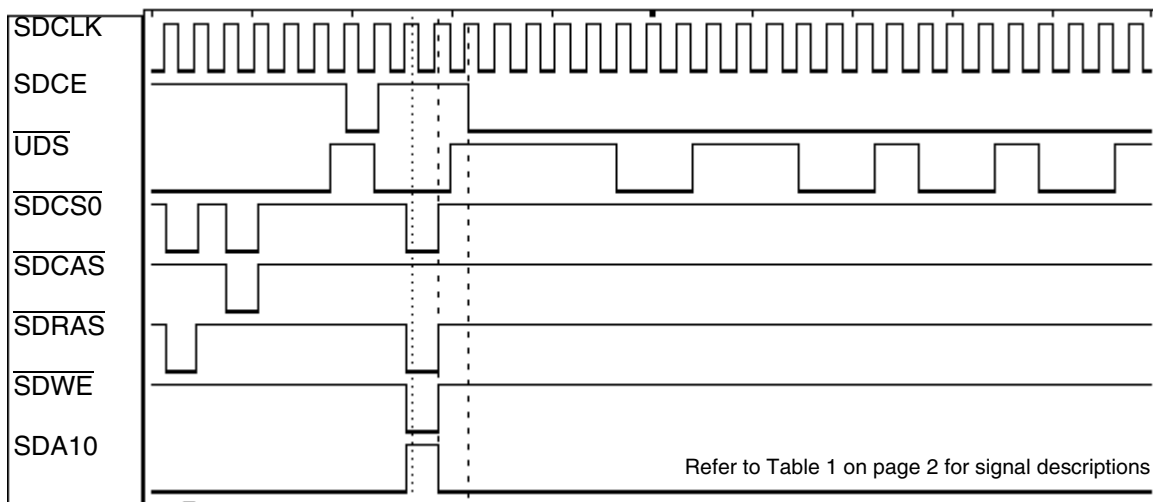 SDCLK
SDCE
UDS
SDCS0
SDCAS
SDRAS
SDWE
SDA10
Refer to Table 1 on page 2 for signal descriptions